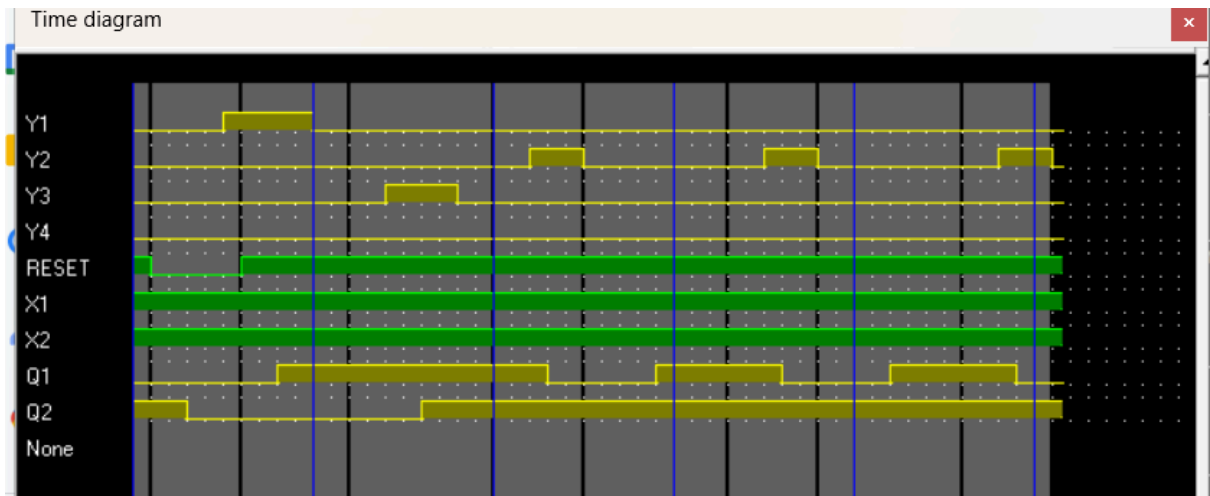 Time diagram
Y1
Y2
Y3
Y4
RESET
X1
X2
Q1
Q2
None